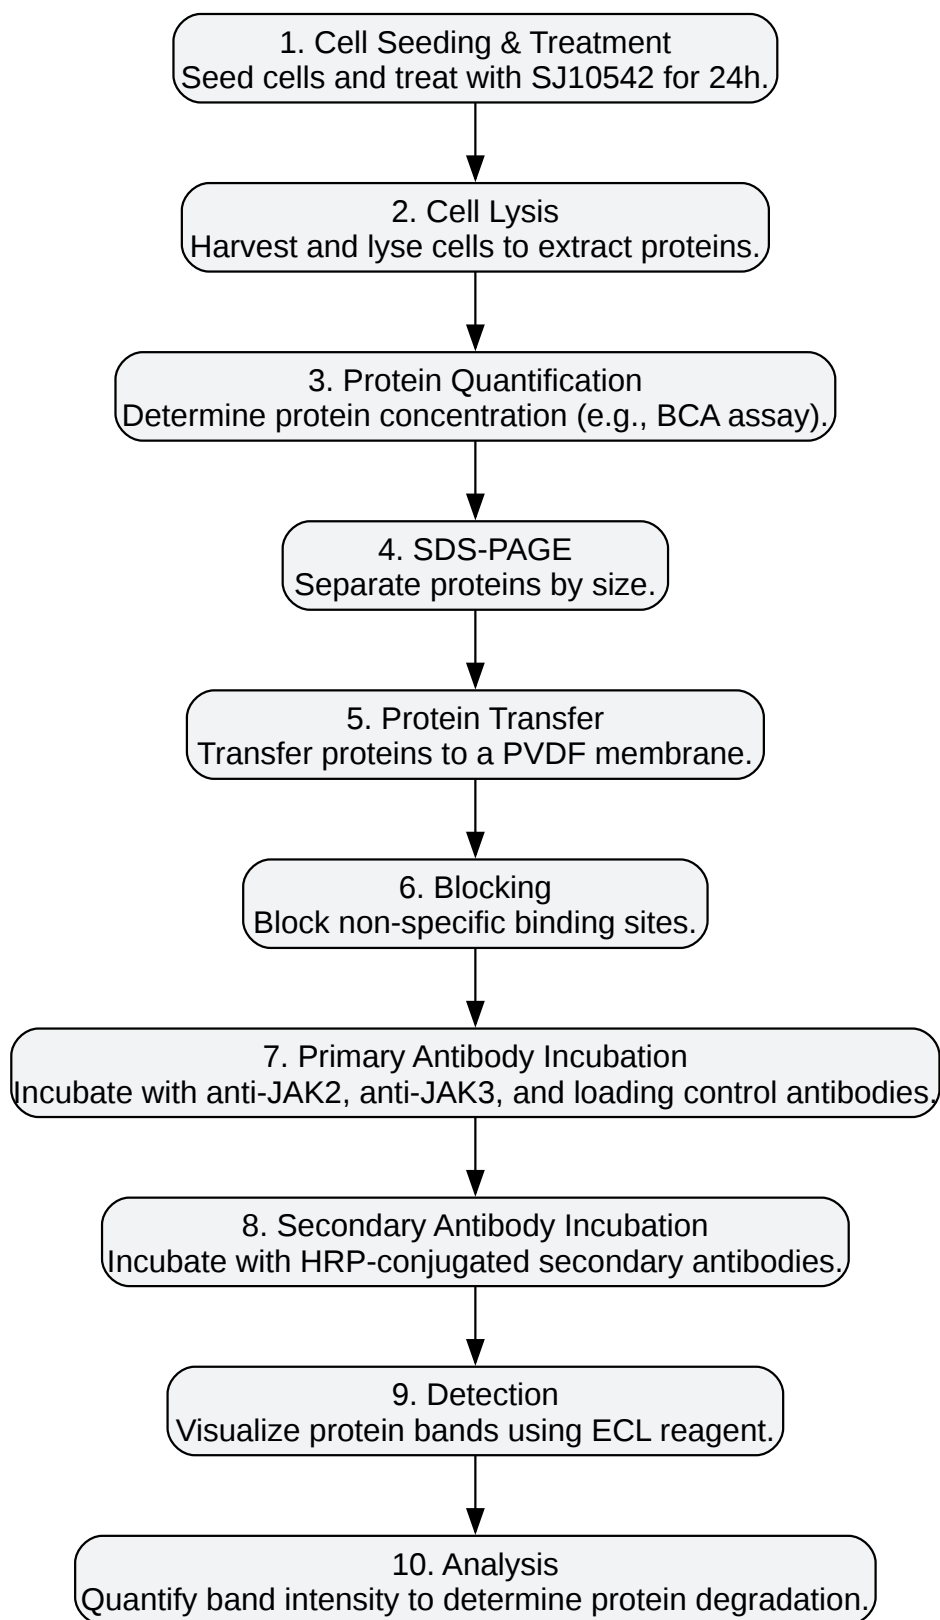 1. Cell Seeding & Treatment
Seed cells and treat with SJ10542 for 24h.
2. Cell Lysis
Harvest and lyse cells to extract proteins.
3. Protein Quantification
Determine protein concentration (e.g., BCA assay).
4. SDS-PAGE
Separate proteins by size.
5. Protein Transfer
Transfer proteins to a PVDF membrane.
6. Blocking
Block non-specific binding sites.
7. Primary Antibody Incubation
Incubate with anti-JAK2, anti-JAK3, and loading control antibodies.
8. Secondary Antibody Incubation
Incubate with HRP-conjugated secondary antibodies.
9. Detection
Visualize protein bands using ECL reagent.
10. Analysis
Quantify band intensity to determine protein degradation.